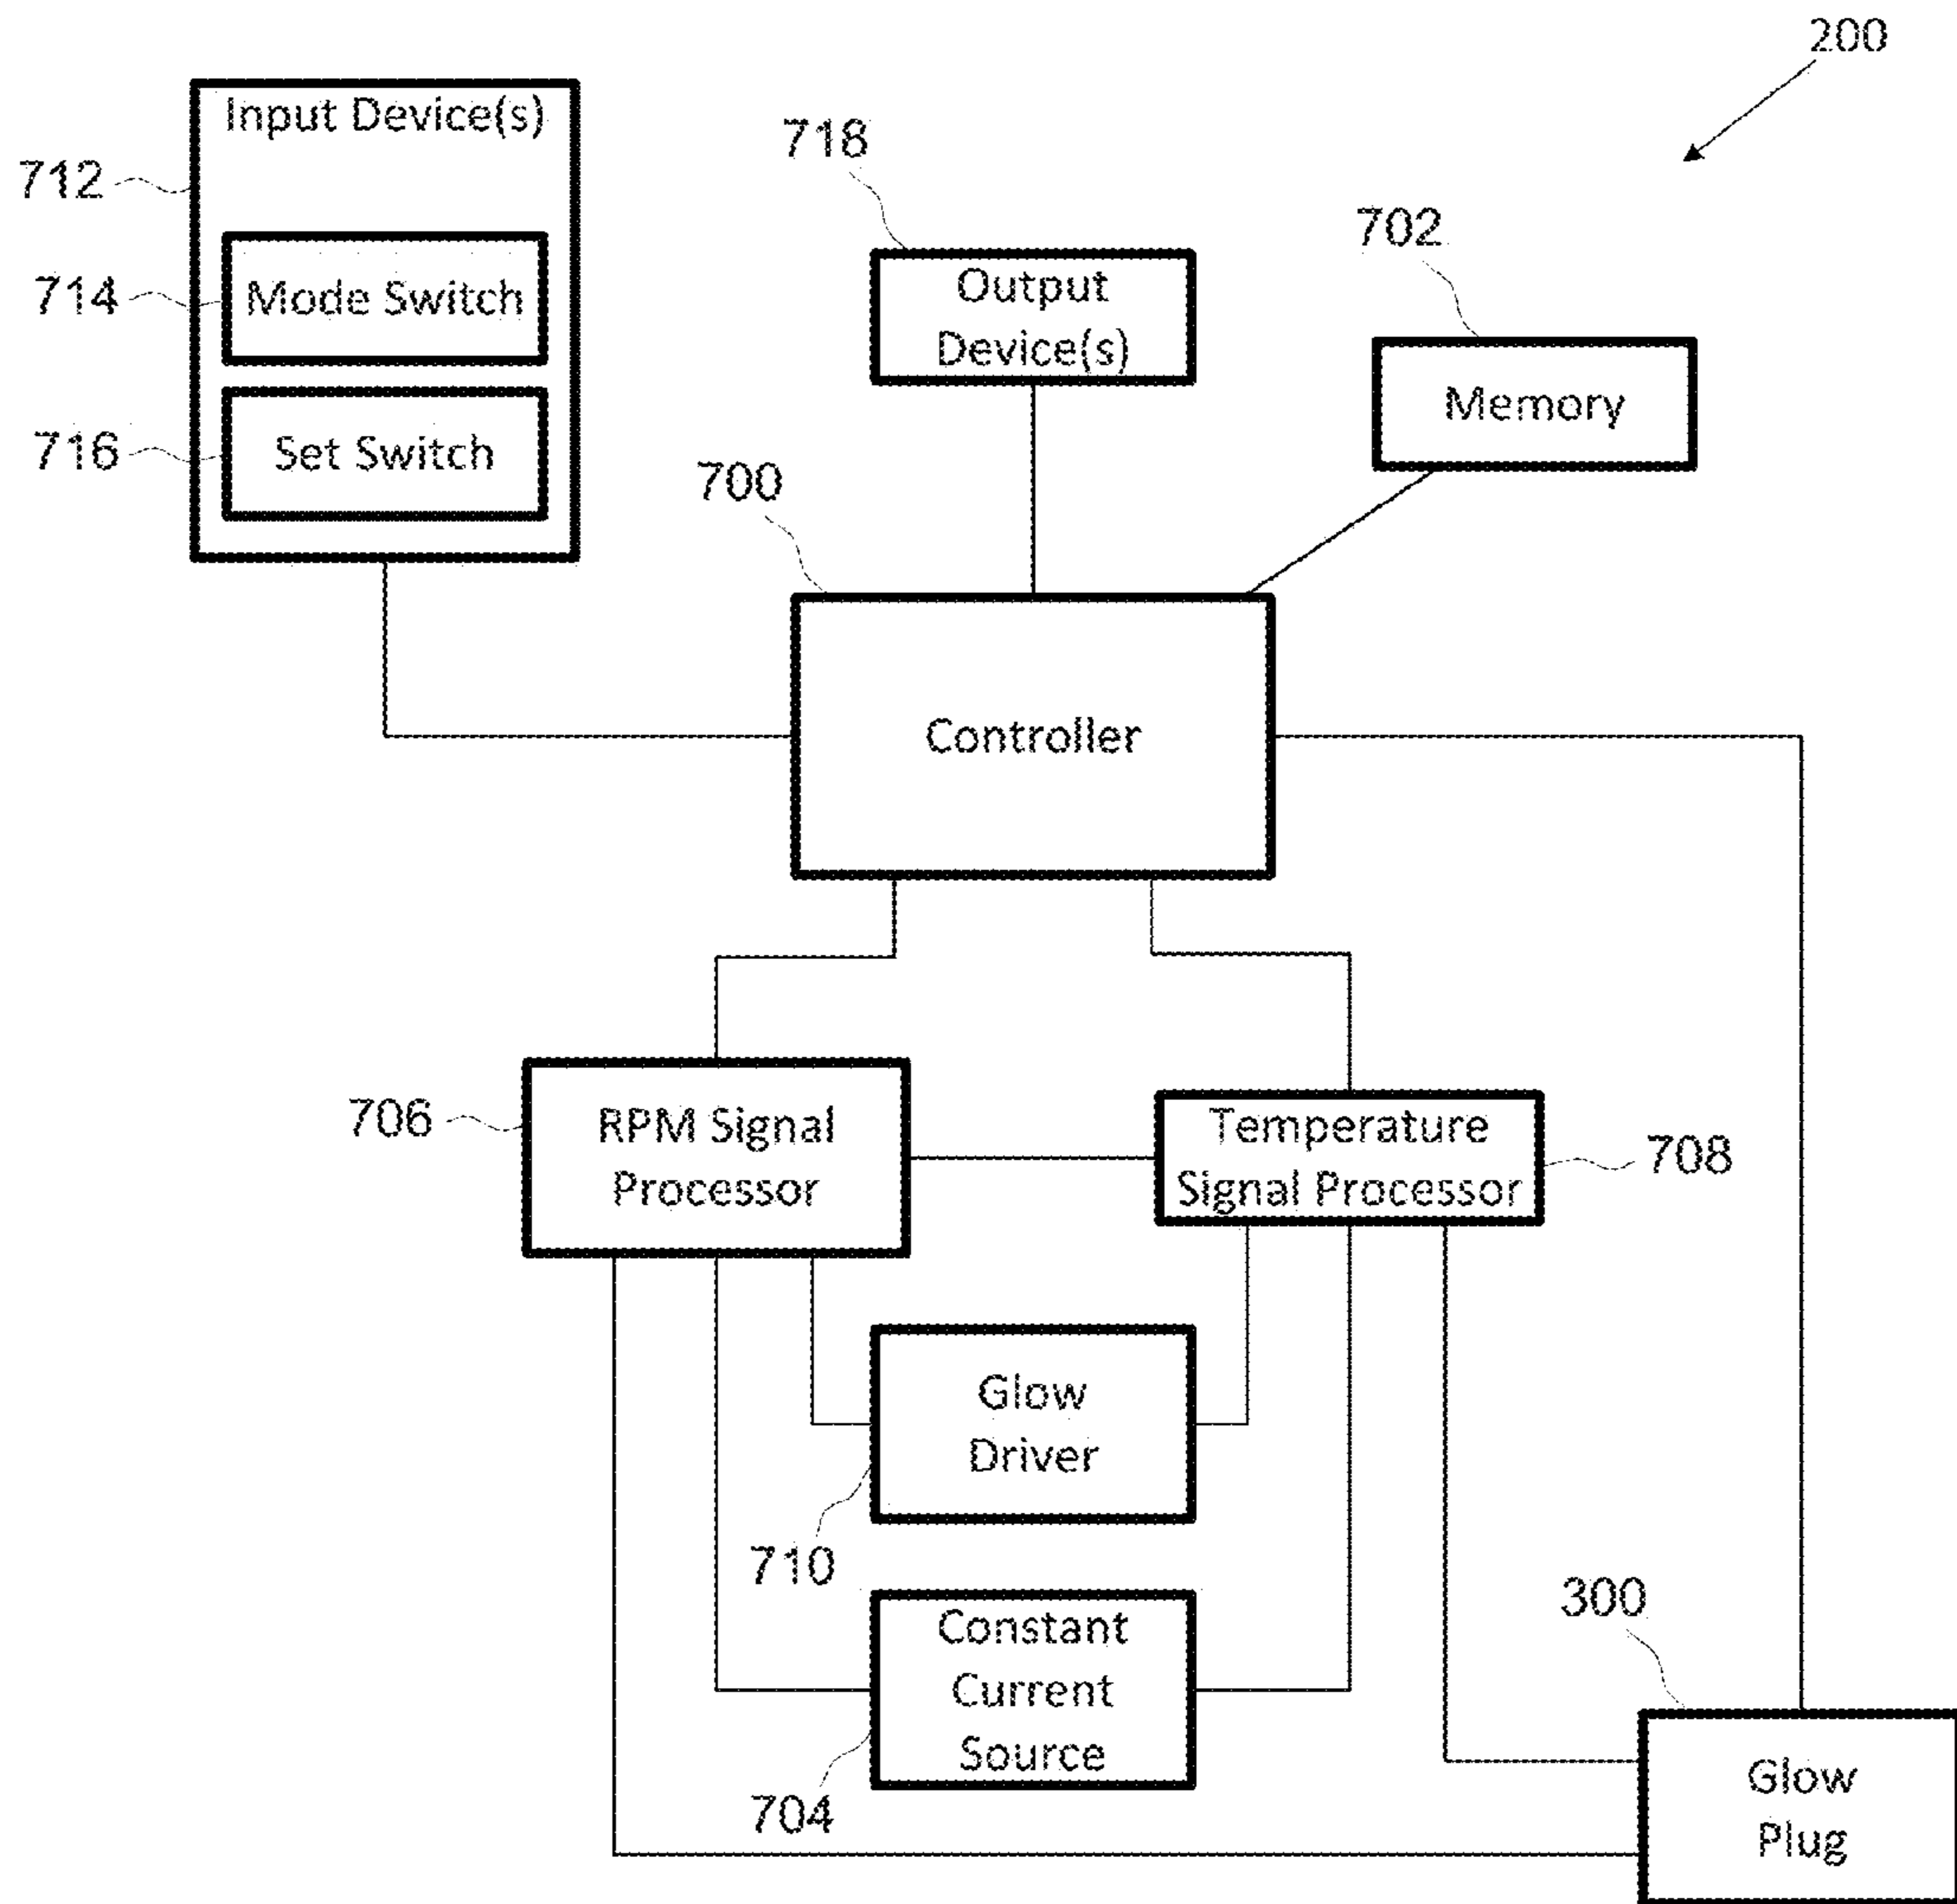 200
Input Device(s)
712
714
Mode Switch
716
Set Switch
718
Output
Device(s)
702
Memory
700
Controller
706
RPM Signal
Processor
Temperature
Signal Processor
708
Glow
Driver
710
Constant
Current
Source
704
300
Glow
Plug